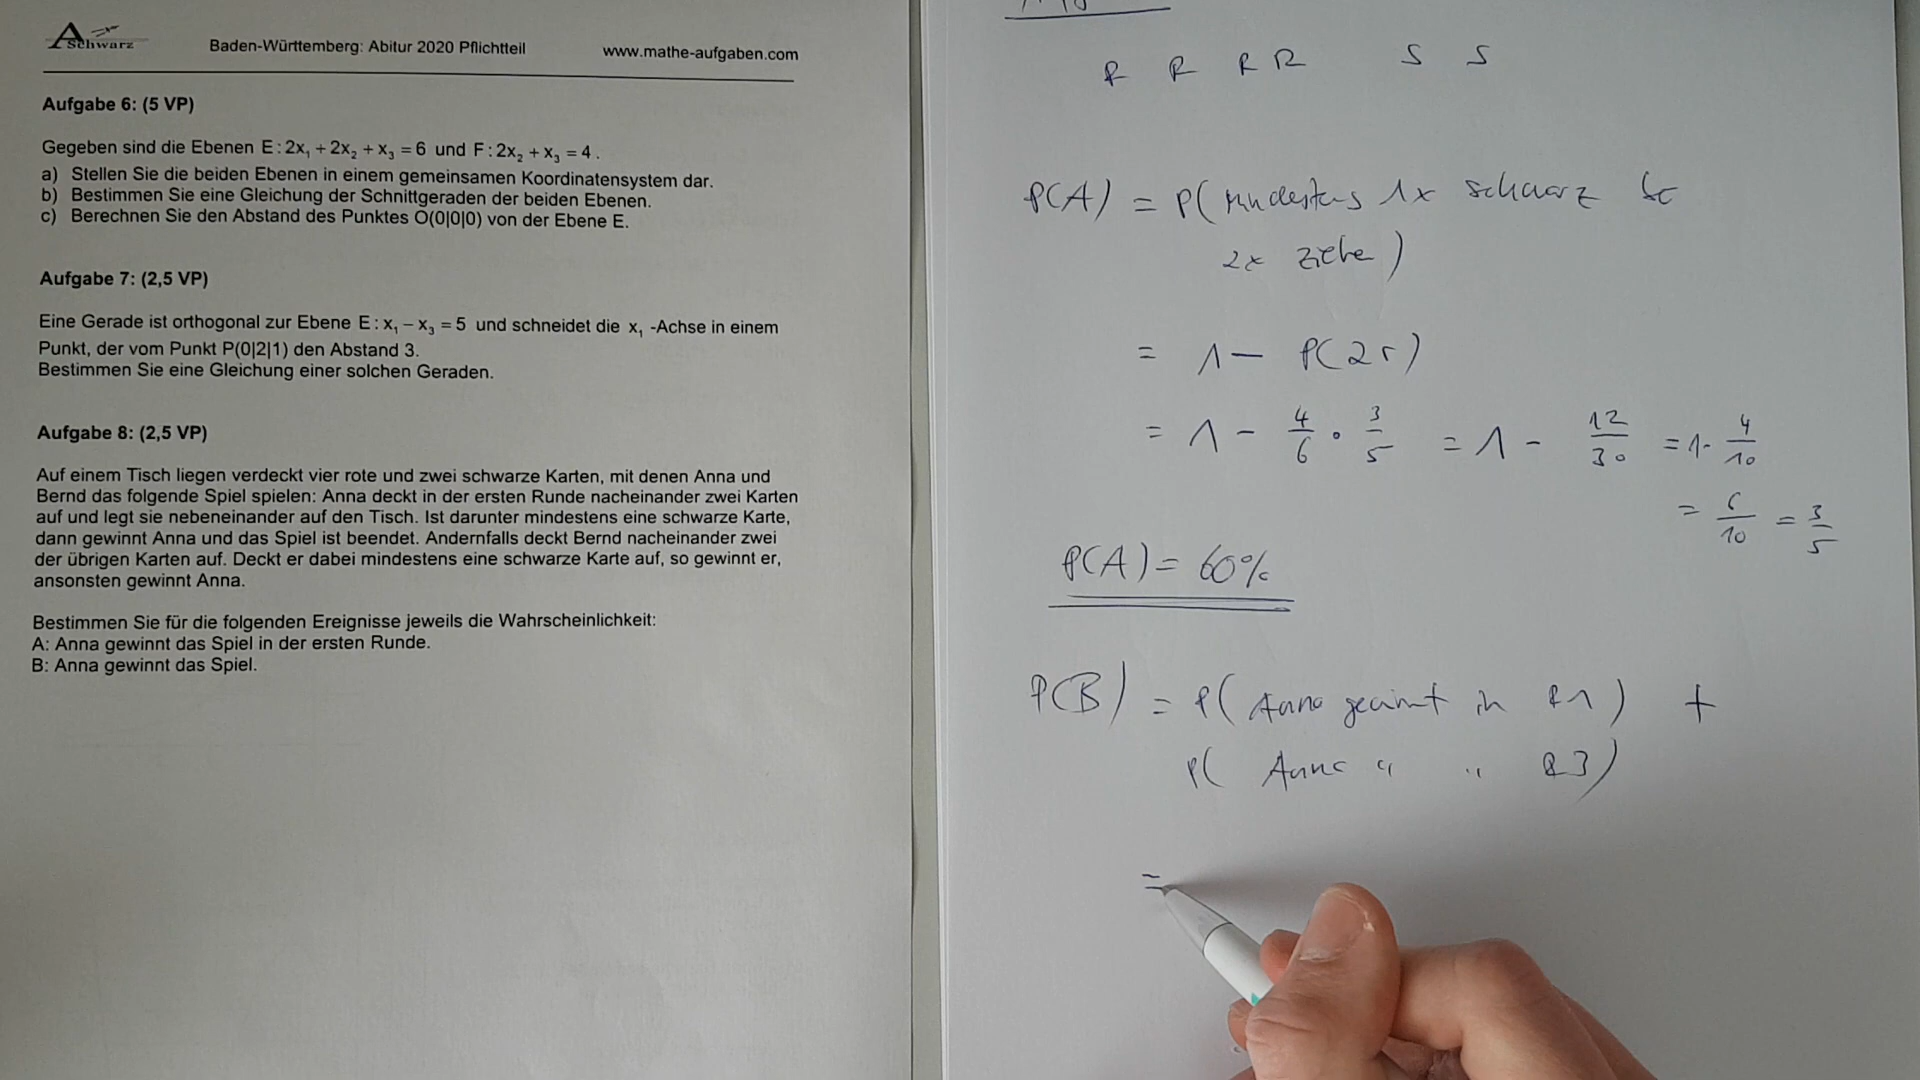 A Schwarz
Baden-Württemberg: Abitur 2020 Pflichtteil
www.mathe-aufgaben.com
Aufgabe 6: (5 VP)
Gegeben sind die Ebenen E: 2x₁ + 2x₂ + x₃ = 6 und F: 2x₂ + x₃ = 4.
a) Stellen Sie die beiden Ebenen in einem gemeinsamen Koordinatensystem dar.
b) Bestimmen Sie eine Gleichung der Schnittgeraden der beiden Ebenen.
c) Berechnen Sie den Abstand des Punktes O(0|0|0) von der Ebene E.
Aufgabe 7: (2,5 VP)
Eine Gerade ist orthogonal zur Ebene E: x₁ − x₃ = 5 und schneidet die x₁ -Achse in einem
Punkt, der vom Punkt P(0|2|1) den Abstand 3.
Bestimmen Sie eine Gleichung einer solchen Geraden.
Aufgabe 8: (2,5 VP)
Auf einem Tisch liegen verdeckt vier rote und zwei schwarze Karten, mit denen Anna und
Bernd das folgende Spiel spielen: Anna deckt in der ersten Runde nacheinander zwei Karten
auf und legt sie nebeneinander auf den Tisch. Ist darunter mindestens eine schwarze Karte,
dann gewinnt Anna und das Spiel ist beendet. Andernfalls deckt Bernd nacheinander zwei
der übrigen Karten auf. Deckt er dabei mindestens eine schwarze Karte auf, so gewinnt er,
ansonsten gewinnt Anna.
Bestimmen Sie für die folgenden Ereignisse jeweils die Wahrscheinlichkeit:
A: Anna gewinnt das Spiel in der ersten Runde.
B: Anna gewinnt das Spiel.
R R R R S S
P(A) = P(mindestens 1x schwarz
2x ziehe)
= 1 − P(2r)
= 1 − 4/6 · 3/5 = 1 − 12/30 = 1 - 4/10
= 6/10 = 3/5
P(A) = 60%
P(B) = P(Anna gewinnt in R1) +
P( Anna " " R3)
=